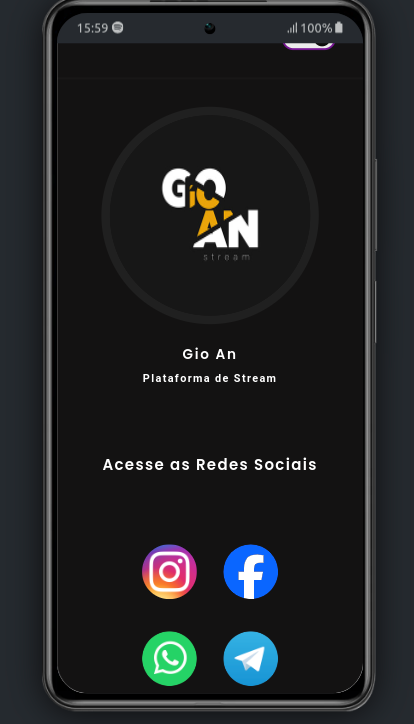 15:59 100%
GiO
AN
stream
Gio An
Plataforma de Stream
Acesse as Redes Sociais